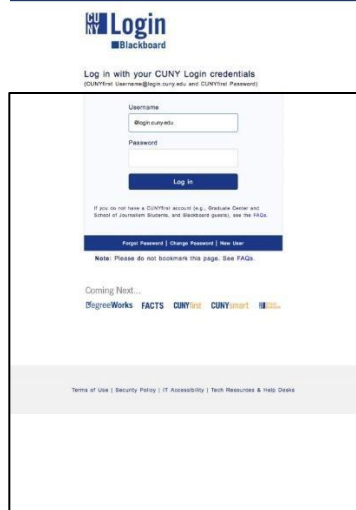 CU
NY Login
Blackboard
Log in with your CUNY Login credentials
(CUNYfirst Username@login.cuny.edu and CUNYfirst Password)
Username
@login.cuny.edu
Password
Log in
If you do not have a CUNYfirst account (e.g., Graduate Center and
School of Journalism Students, and Blackboard guests), see the FAQs.
Forgot Password | Change Password | New User
Note: Please do not bookmark this page. See FAQs.
Coming Next...
DegreeWorks FACTS CUNYfirst CUNYsmart
Terms of Use | Security Policy | IT Accessibility | Tech Resources & Help Desks